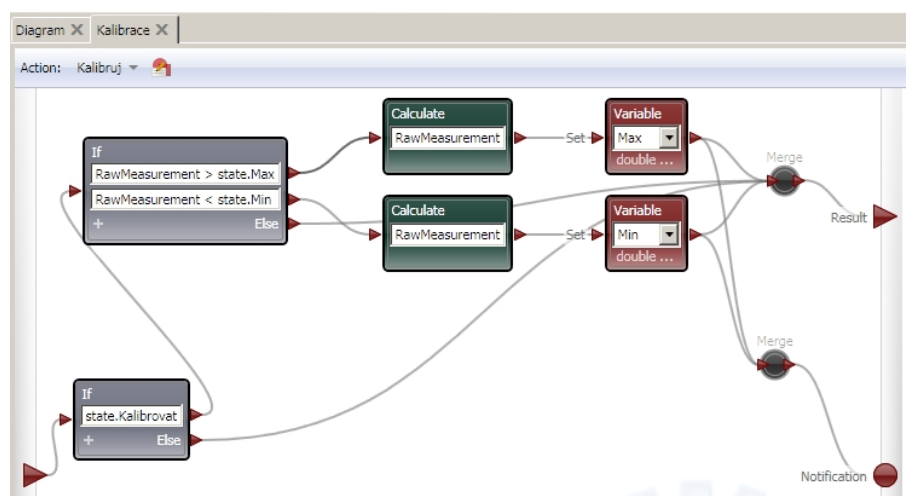 Diagram
Kalibrace
Action: Kalibruj
If
RawMeasurement > state.Max
RawMeasurement < state.Min
+ Else
Calculate
RawMeasurement
Set
Variable
Max
double ...
Merge
Calculate
RawMeasurement
Set
Variable
Min
double ...
Result
Merge
If
state.Kalibrovat
+ Else
Notification